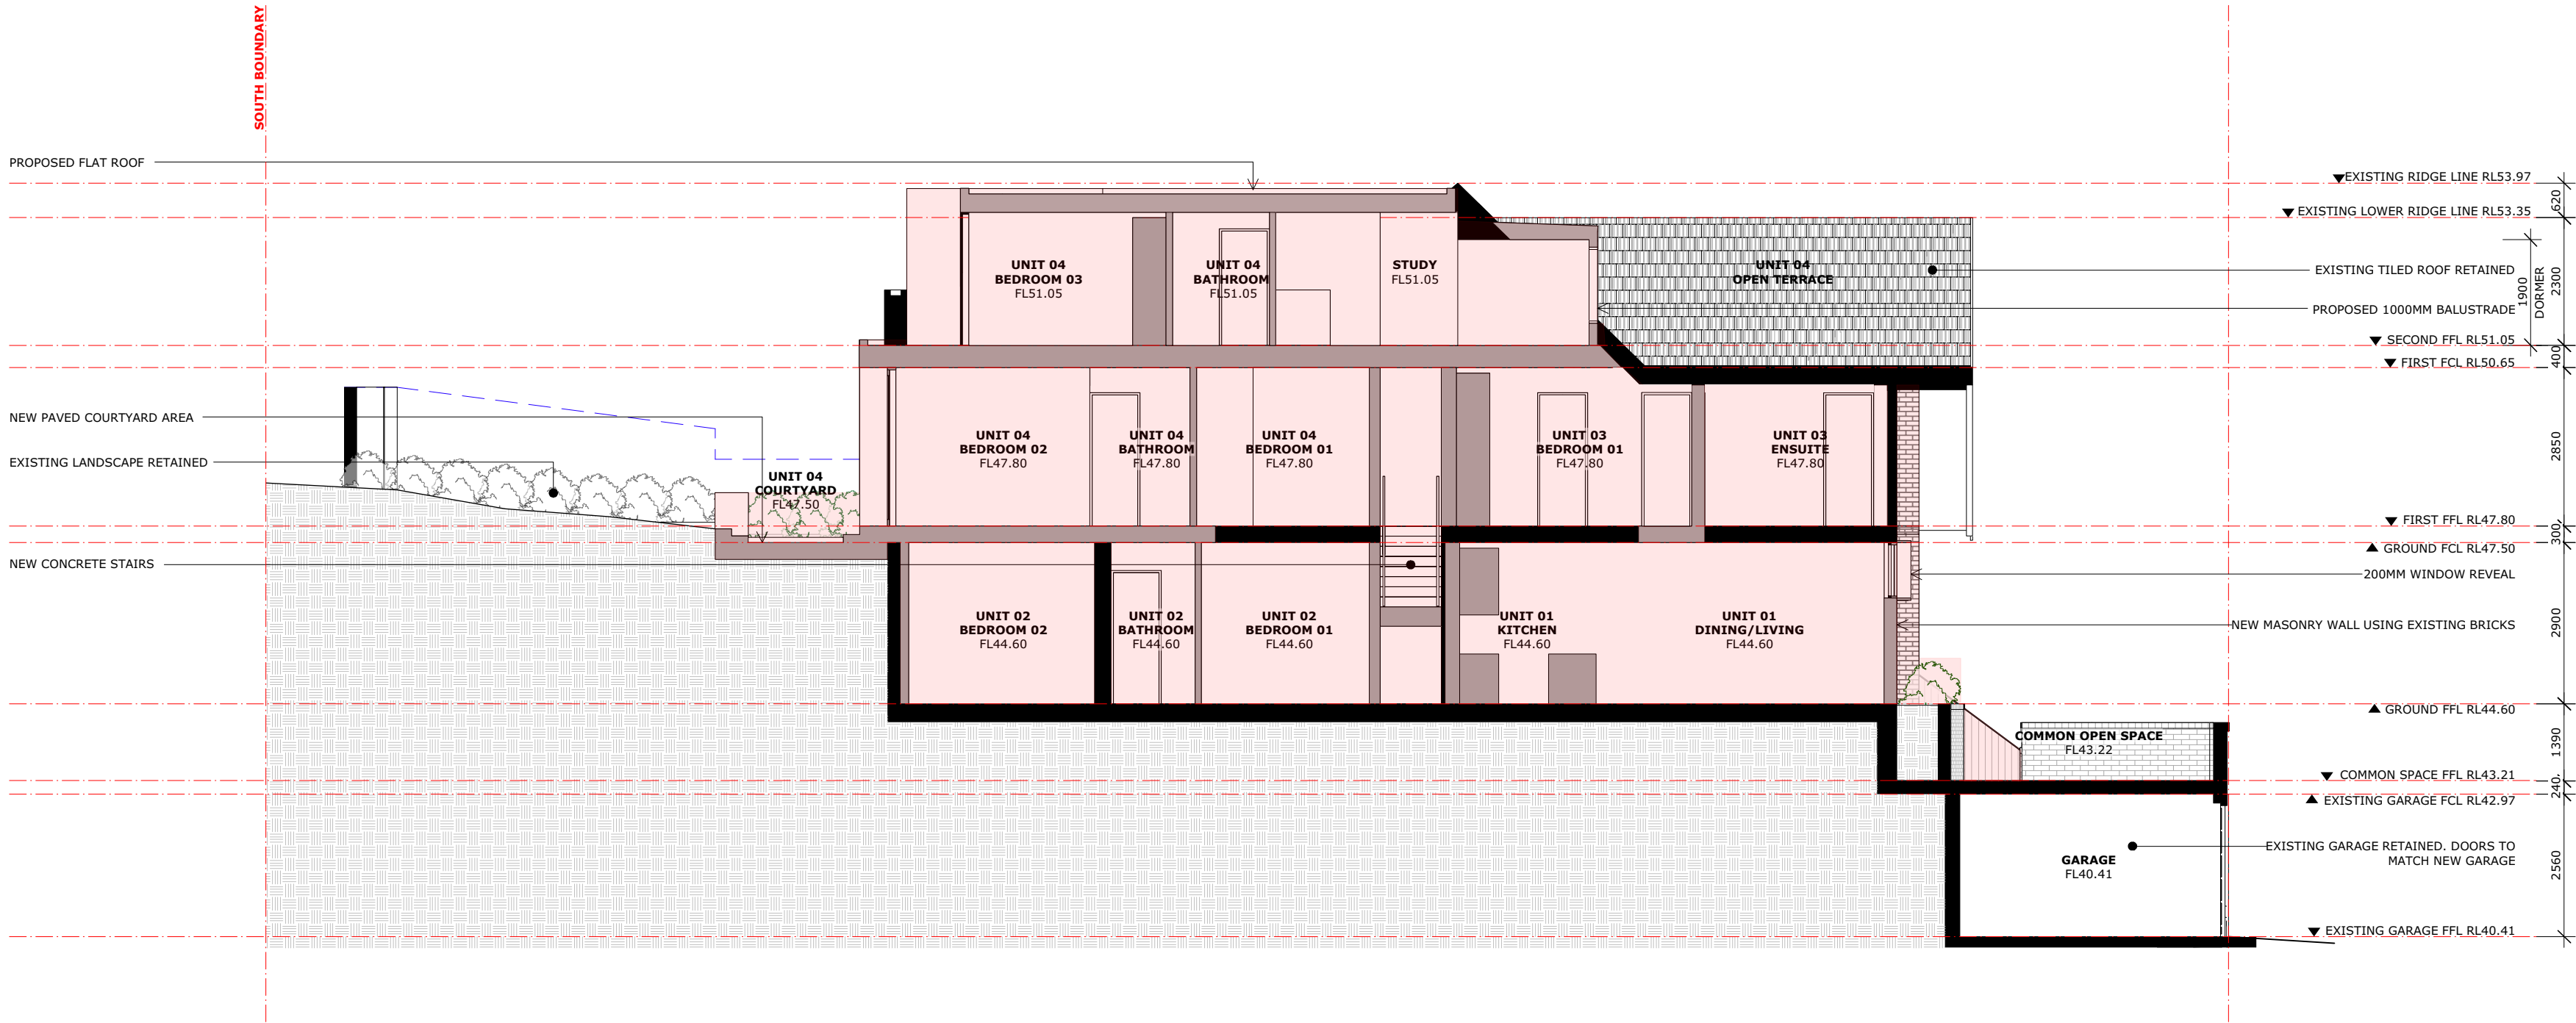 SOUTH BOUNDARY
PROPOSED FLAT ROOF
NEW PAVED COURTYARD AREA
EXISTING LANDSCAPE RETAINED
NEW CONCRETE STAIRS
UNIT 04
BEDROOM 03
FL51.05
UNIT 04
BATHROOM
FL51.05
STUDY
FL51.05
UNIT 04
OPEN TERRACE
UNIT 04
COURTYARD
FL47.50
UNIT 04
BEDROOM 02
FL47.80
UNIT 04
BATHROOM
FL47.80
UNIT 04
BEDROOM 01
FL47.80
UNIT 03
BEDROOM 01
FL47.80
UNIT 03
ENSUITE
FL47.80
UNIT 02
BEDROOM 02
FL44.60
UNIT 02
BATHROOM
FL44.60
UNIT 02
BEDROOM 01
FL44.60
UNIT 01
KITCHEN
FL44.60
UNIT 01
DINING/LIVING
FL44.60
COMMON OPEN SPACE
FL43.22
GARAGE
FL40.41
EXISTING RIDGE LINE RL53.97
EXISTING LOWER RIDGE LINE RL53.35
EXISTING TILED ROOF RETAINED
PROPOSED 1000MM BALUSTRADE
SECOND FFL RL51.05
FIRST FCL RL50.65
FIRST FFL RL47.80
GROUND FCL RL47.50
200MM WINDOW REVEAL
NEW MASONRY WALL USING EXISTING BRICKS
GROUND FFL RL44.60
COMMON SPACE FFL RL43.21
EXISTING GARAGE FCL RL42.97
EXISTING GARAGE RETAINED. DOORS TO
MATCH NEW GARAGE
EXISTING GARAGE FFL RL40.41
1900
DORMER
620
2300
400
2850
300
2900
1390
240
2560